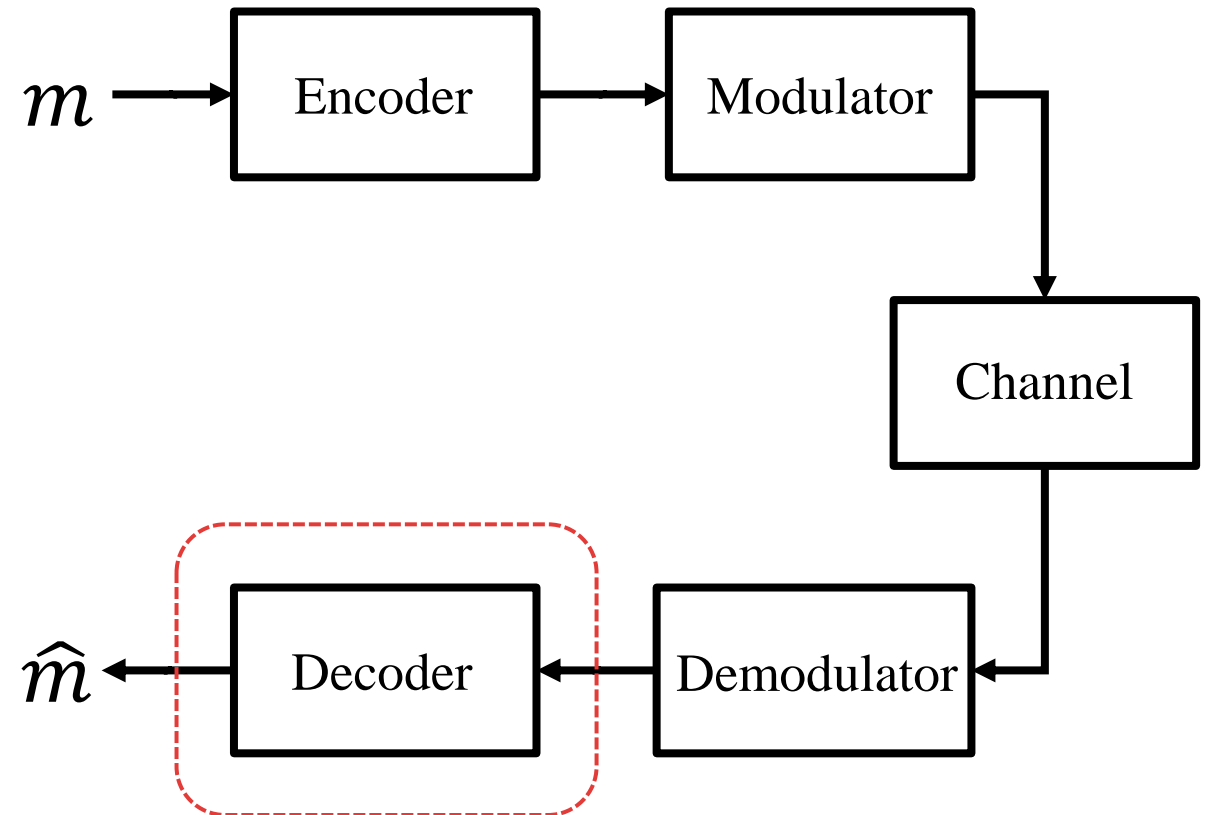 m
Encoder
Modulator
Channel
Demodulator
Decoder
m̂